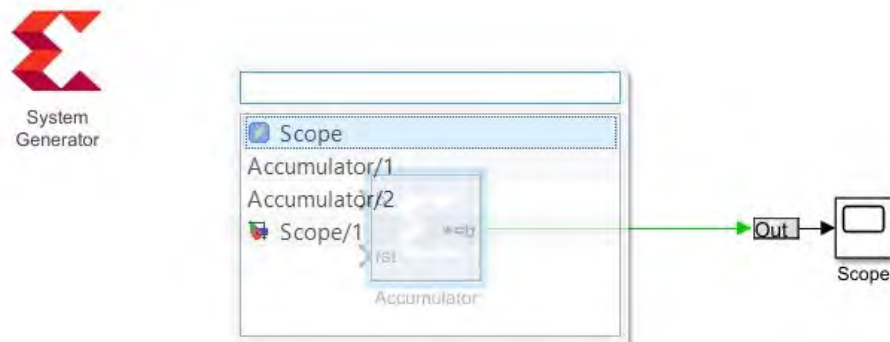 System
Generator
Scope
Accumulator/1
Accumulator/2
Scope/1
+=b
rst
Accumulator
Out
Scope